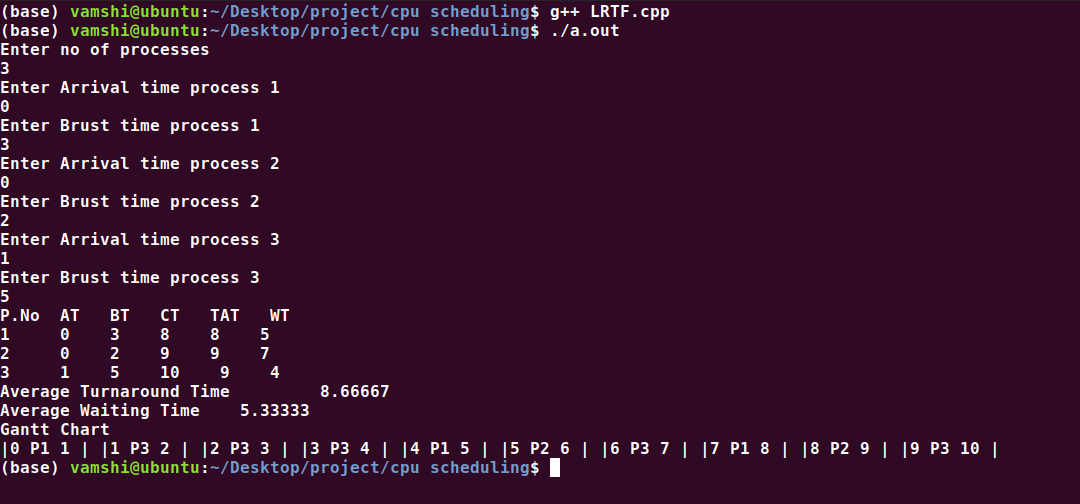 (base) vamshi@ubuntu:~/Desktop/project/cpu scheduling$ g++ LRTF.cpp
(base) vamshi@ubuntu:~/Desktop/project/cpu scheduling$ ./a.out
Enter no of processes
3
Enter Arrival time process 1
0
Enter Brust time process 1
3
Enter Arrival time process 2
0
Enter Brust time process 2
2
Enter Arrival time process 3
1
Enter Brust time process 3
5
P.No  AT   BT   CT   TAT   WT
1     0    3    8    8    5
2     0    2    9    9    7
3     1    5    10    9    4
Average Turnaround Time         8.66667
Average Waiting Time    5.33333
Gantt Chart
|0 P1 1 | |1 P3 2 | |2 P3 3 | |3 P3 4 | |4 P1 5 | |5 P2 6 | |6 P3 7 | |7 P1 8 | |8 P2 9 | |9 P3 10 |
(base) vamshi@ubuntu:~/Desktop/project/cpu scheduling$